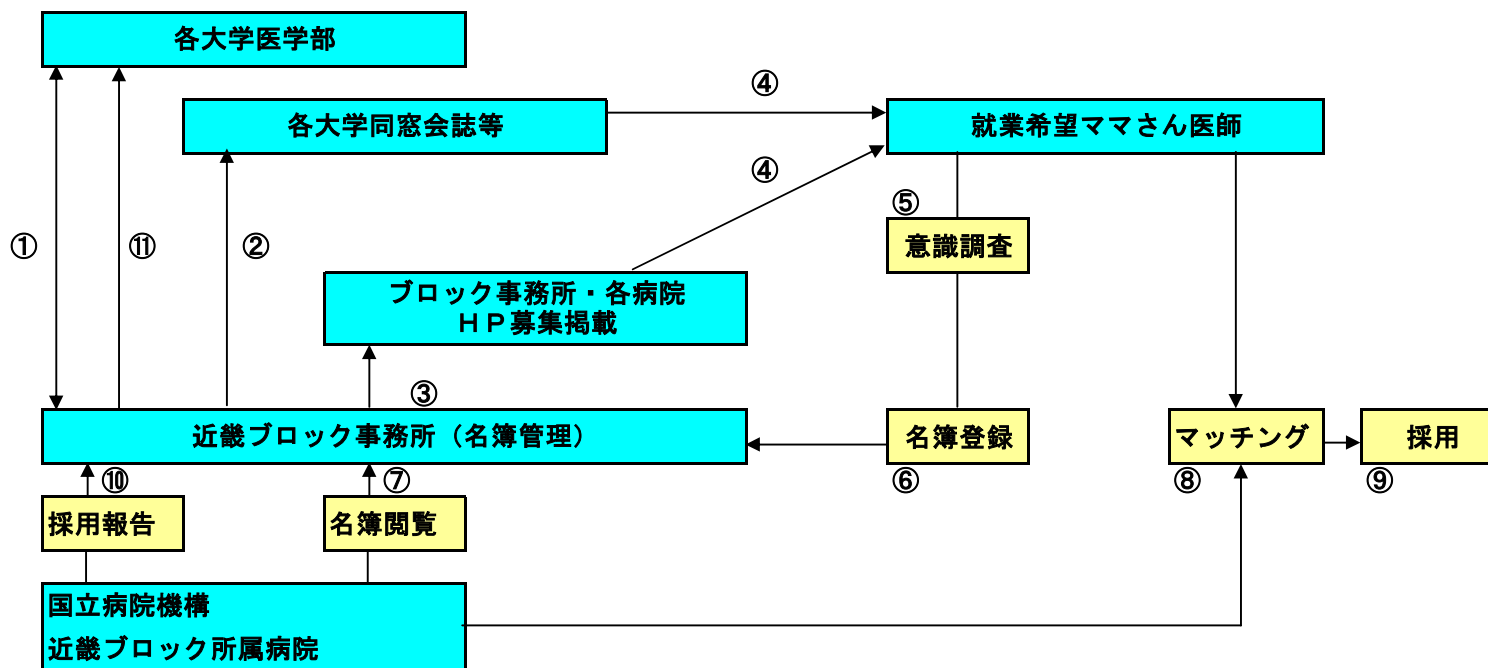 各大学医学部
④
各大学同窓会誌等
就業希望ママさん医師
④
⑤
①
⑪
②
意識調査
ブロック事務所・各病院
ＨＰ募集掲載
③
近畿ブロック事務所（名簿管理）
名簿登録
マッチング
採用
⑩
⑦
⑥
⑧
⑨
採用報告
名簿閲覧
国立病院機構
近畿ブロック所属病院